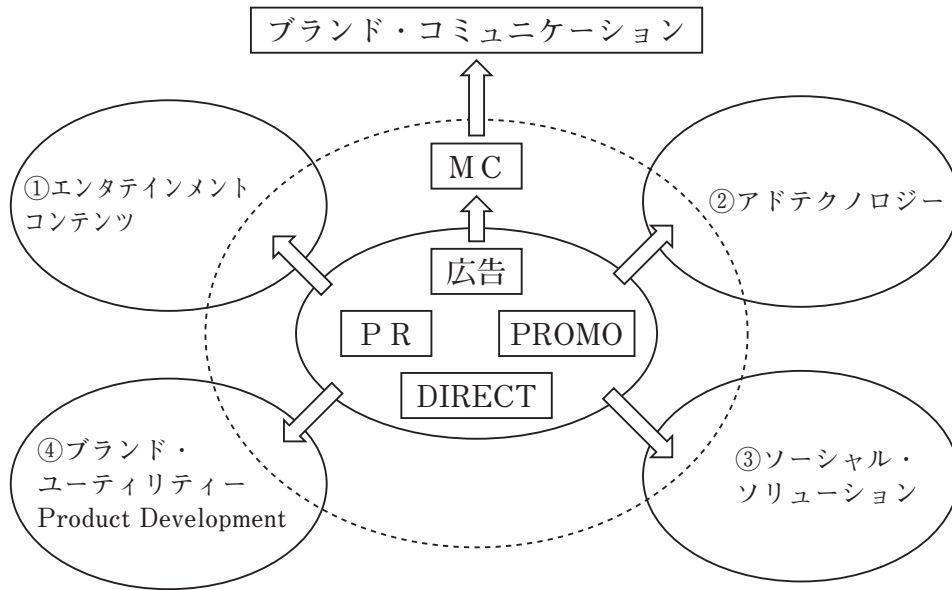 ブランド・コミュニケーション
ＭＣ
①エンタテインメント
コンテンツ
②アドテクノロジー
広告
ＰＲ
PROMO
DIRECT
④ブランド・
ユーティリティー
Product Development
③ソーシャル・
ソリューション